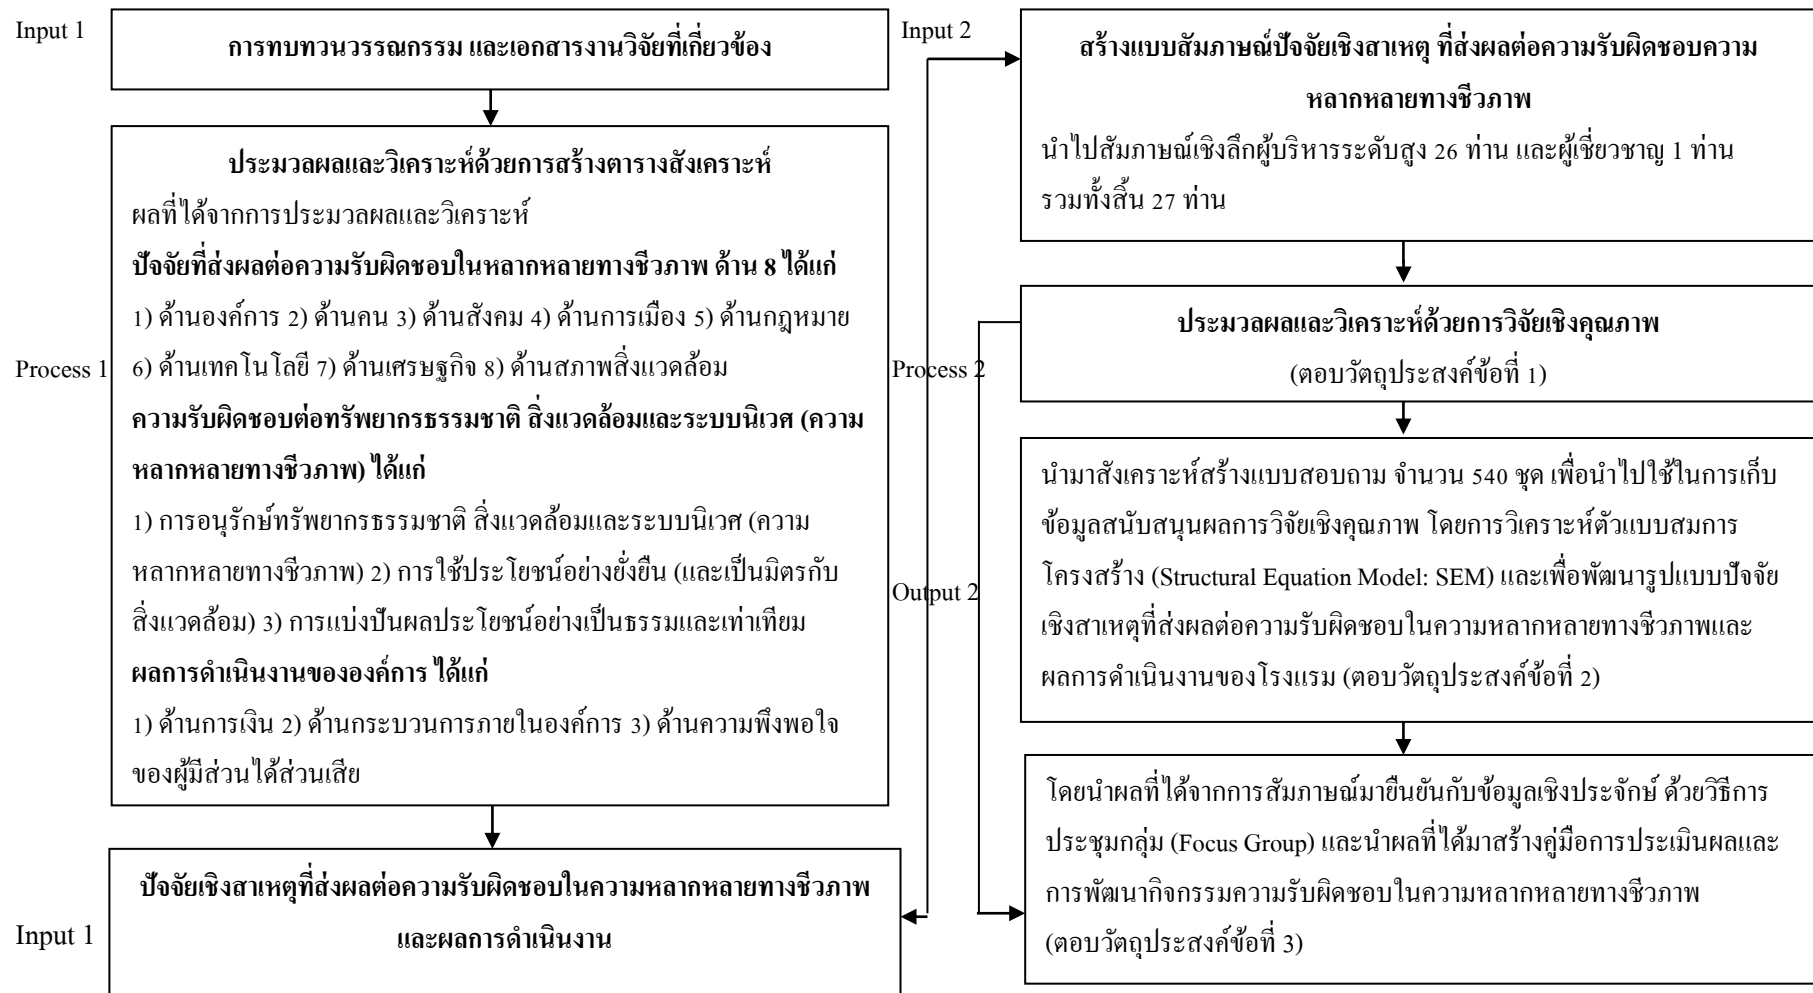 Input 1
การทบทวนวรรณกรรม และเอกสารงานวิจัยที่เกี่ยวข้อง
ประมวลผลและวิเคราะห์ด้วยการสร้างตารางสังเคราะห์
ผลที่ได้จากการประมวลผลและวิเคราะห์
ปัจจัยที่ส่งผลต่อความรับผิดชอบในหลากหลายทางชีวภาพ ด้าน 8 ได้แก่
1) ด้านองค์การ 2) ด้านคน 3) ด้านสังคม 4) ด้านการเมือง 5) ด้านกฎหมาย
Process 1
6) ด้านเทคโนโลยี 7) ด้านเศรษฐกิจ 8) ด้านสภาพสิ่งแวดล้อม
ความรับผิดชอบต่อทรัพยากรธรรมชาติ สิ่งแวดล้อมและระบบนิเวศ (ความ
หลากหลายทางชีวภาพ) ได้แก่
1) การอนุรักษ์ทรัพยากรธรรมชาติ สิ่งแวดล้อมและระบบนิเวศ (ความ
หลากหลายทางชีวภาพ) 2) การใช้ประโยชน์อย่างยั่งยืน (และเป็นมิตรกับ
สิ่งแวดล้อม) 3) การแบ่งปันผลประโยชน์อย่างเป็นธรรมและเท่าเทียม
ผลการดำเนินงานขององค์การ ได้แก่
1) ด้านการเงิน 2) ด้านกระบวนการภายในองค์การ 3) ด้านความพึงพอใจ
ของผู้มีส่วนได้ส่วนเสีย
Input 1
ปัจจัยเชิงสาเหตุที่ส่งผลต่อความรับผิดชอบในความหลากหลายทางชีวภาพ
และผลการดำเนินงาน
Input 2
สร้างแบบสัมภาษณ์ปัจจัยเชิงสาเหตุ ที่ส่งผลต่อความรับผิดชอบความ
หลากหลายทางชีวภาพ
นำไปสัมภาษณ์เชิงลึกผู้บริหารระดับสูง 26 ท่าน และผู้เชี่ยวชาญ 1 ท่าน
รวมทั้งสิ้น 27 ท่าน
Process 2
ประมวลผลและวิเคราะห์ด้วยการวิจัยเชิงคุณภาพ
(ตอบวัตถุประสงค์ข้อที่ 1)
Output 2
นำมาสังเคราะห์สร้างแบบสอบถาม จำนวน 540 ชุด เพื่อนำไปใช้ในการเก็บ
ข้อมูลสนับสนุนผลการวิจัยเชิงคุณภาพ โดยการวิเคราะห์ตัวแบบสมการ
โครงสร้าง (Structural Equation Model: SEM) และเพื่อพัฒนารูปแบบปัจจัย
เชิงสาเหตุที่ส่งผลต่อความรับผิดชอบในความหลากหลายทางชีวภาพและ
ผลการดำเนินงานของโรงแรม (ตอบวัตถุประสงค์ข้อที่ 2)
โดยนำผลที่ได้จากการสัมภาษณ์มายืนยันกับข้อมูลเชิงประจักษ์ ด้วยวิธีการ
ประชุมกลุ่ม (Focus Group) และนำผลที่ได้มาสร้างคู่มือการประเมินผลและ
การพัฒนากิจกรรมความรับผิดชอบในความหลากหลายทางชีวภาพ
(ตอบวัตถุประสงค์ข้อที่ 3)